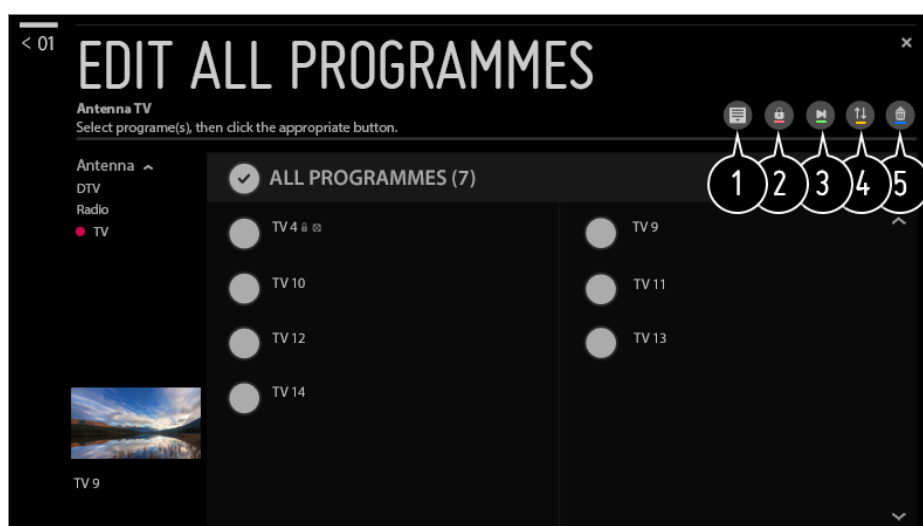 < 01
EDIT ALL PROGRAMMES
×
Antenna TV
Select programe(s), then click the appropriate button.
1 2 3 4 5
Antenna
DTV
Radio
TV
ALL PROGRAMMES (7)
TV 4
TV 9
TV 10
TV 11
TV 12
TV 13
TV 14
TV 9